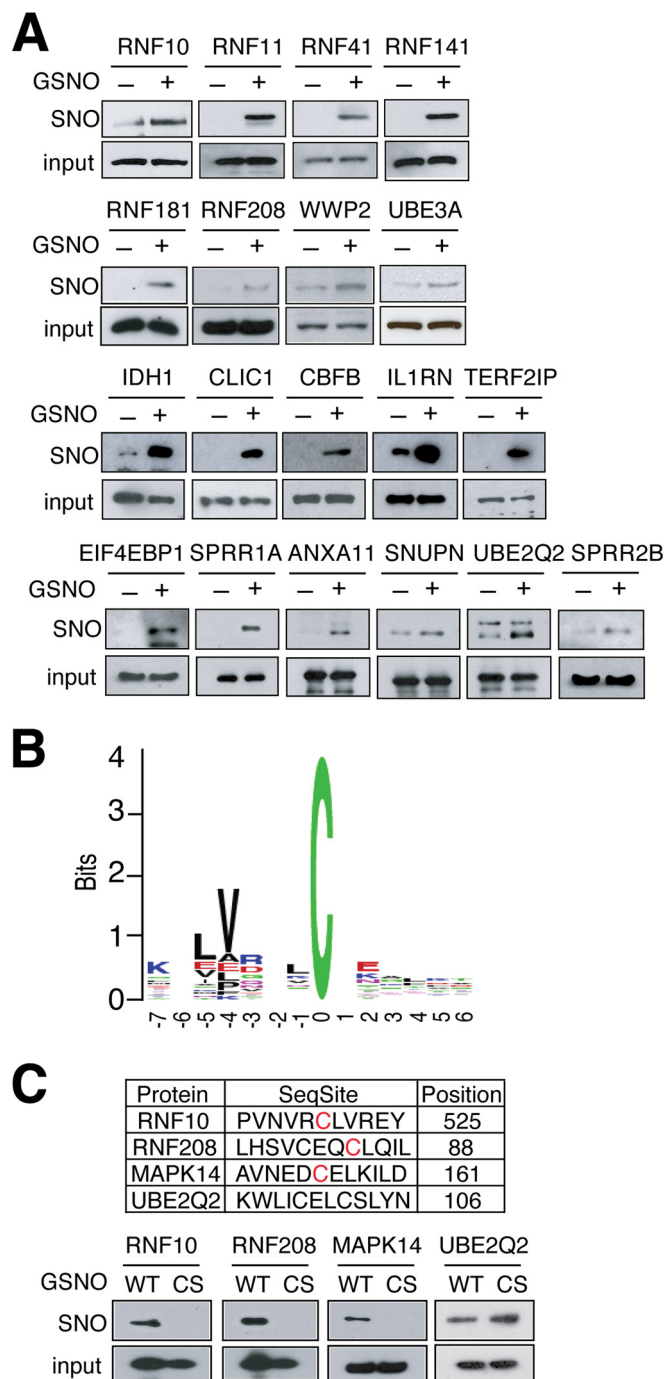 A
RNF10 RNF11 RNF41 RNF141
GSNO – + – + – + – +
SNO
input
RNF181 RNF208 WWP2 UBE3A
GSNO – + – + – + – +
SNO
input
IDH1 CLIC1 CBFB IL1RN TERF2IP
GSNO – + – + – + – + – +
SNO
input
EIF4EBP1 SPRR1A ANXA11 SNUPN UBE2Q2 SPRR2B
GSNO – + – + – + – + – + – +
SNO
input
B
Bits
4
3
2
1
0
K L E V A E L P K R D L C E K
-7 -6 -5 -4 -3 -2 -1 0 1 2 3 4 5 6
C
Protein SeqSite Position
RNF10 PVNVRCLVREY 525
RNF208 LHSVCEQCLQIL 88
MAPK14 AVNEDCELKILD 161
UBE2Q2 KWLICELCSLYN 106
RNF10 RNF208 MAPK14 UBE2Q2
GSNO WT CS WT CS WT CS WT CS
SNO
input